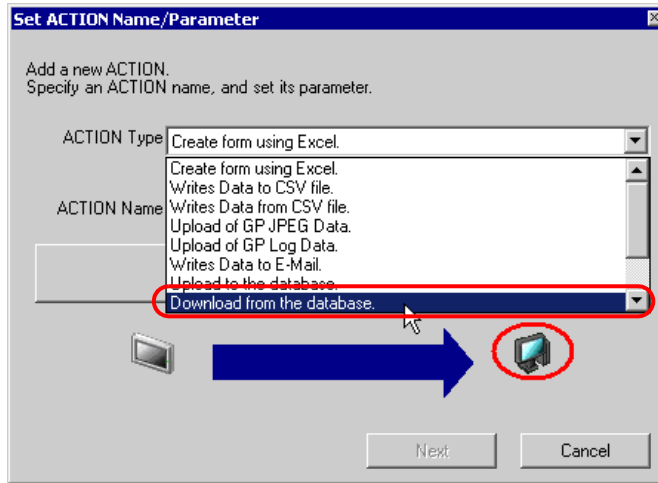 Set ACTION Name/Parameter
Add a new ACTION.
Specify an ACTION name, and set its parameter.
ACTION Type
Create form using Excel.
Create form using Excel.
Writes Data to CSV file.
ACTION Name
Writes Data from CSV file.
Upload of GP JPEG Data.
Upload of GP Log Data.
Writes Data to E-Mail.
Upload to the database.
Download from the database.
Next
Cancel